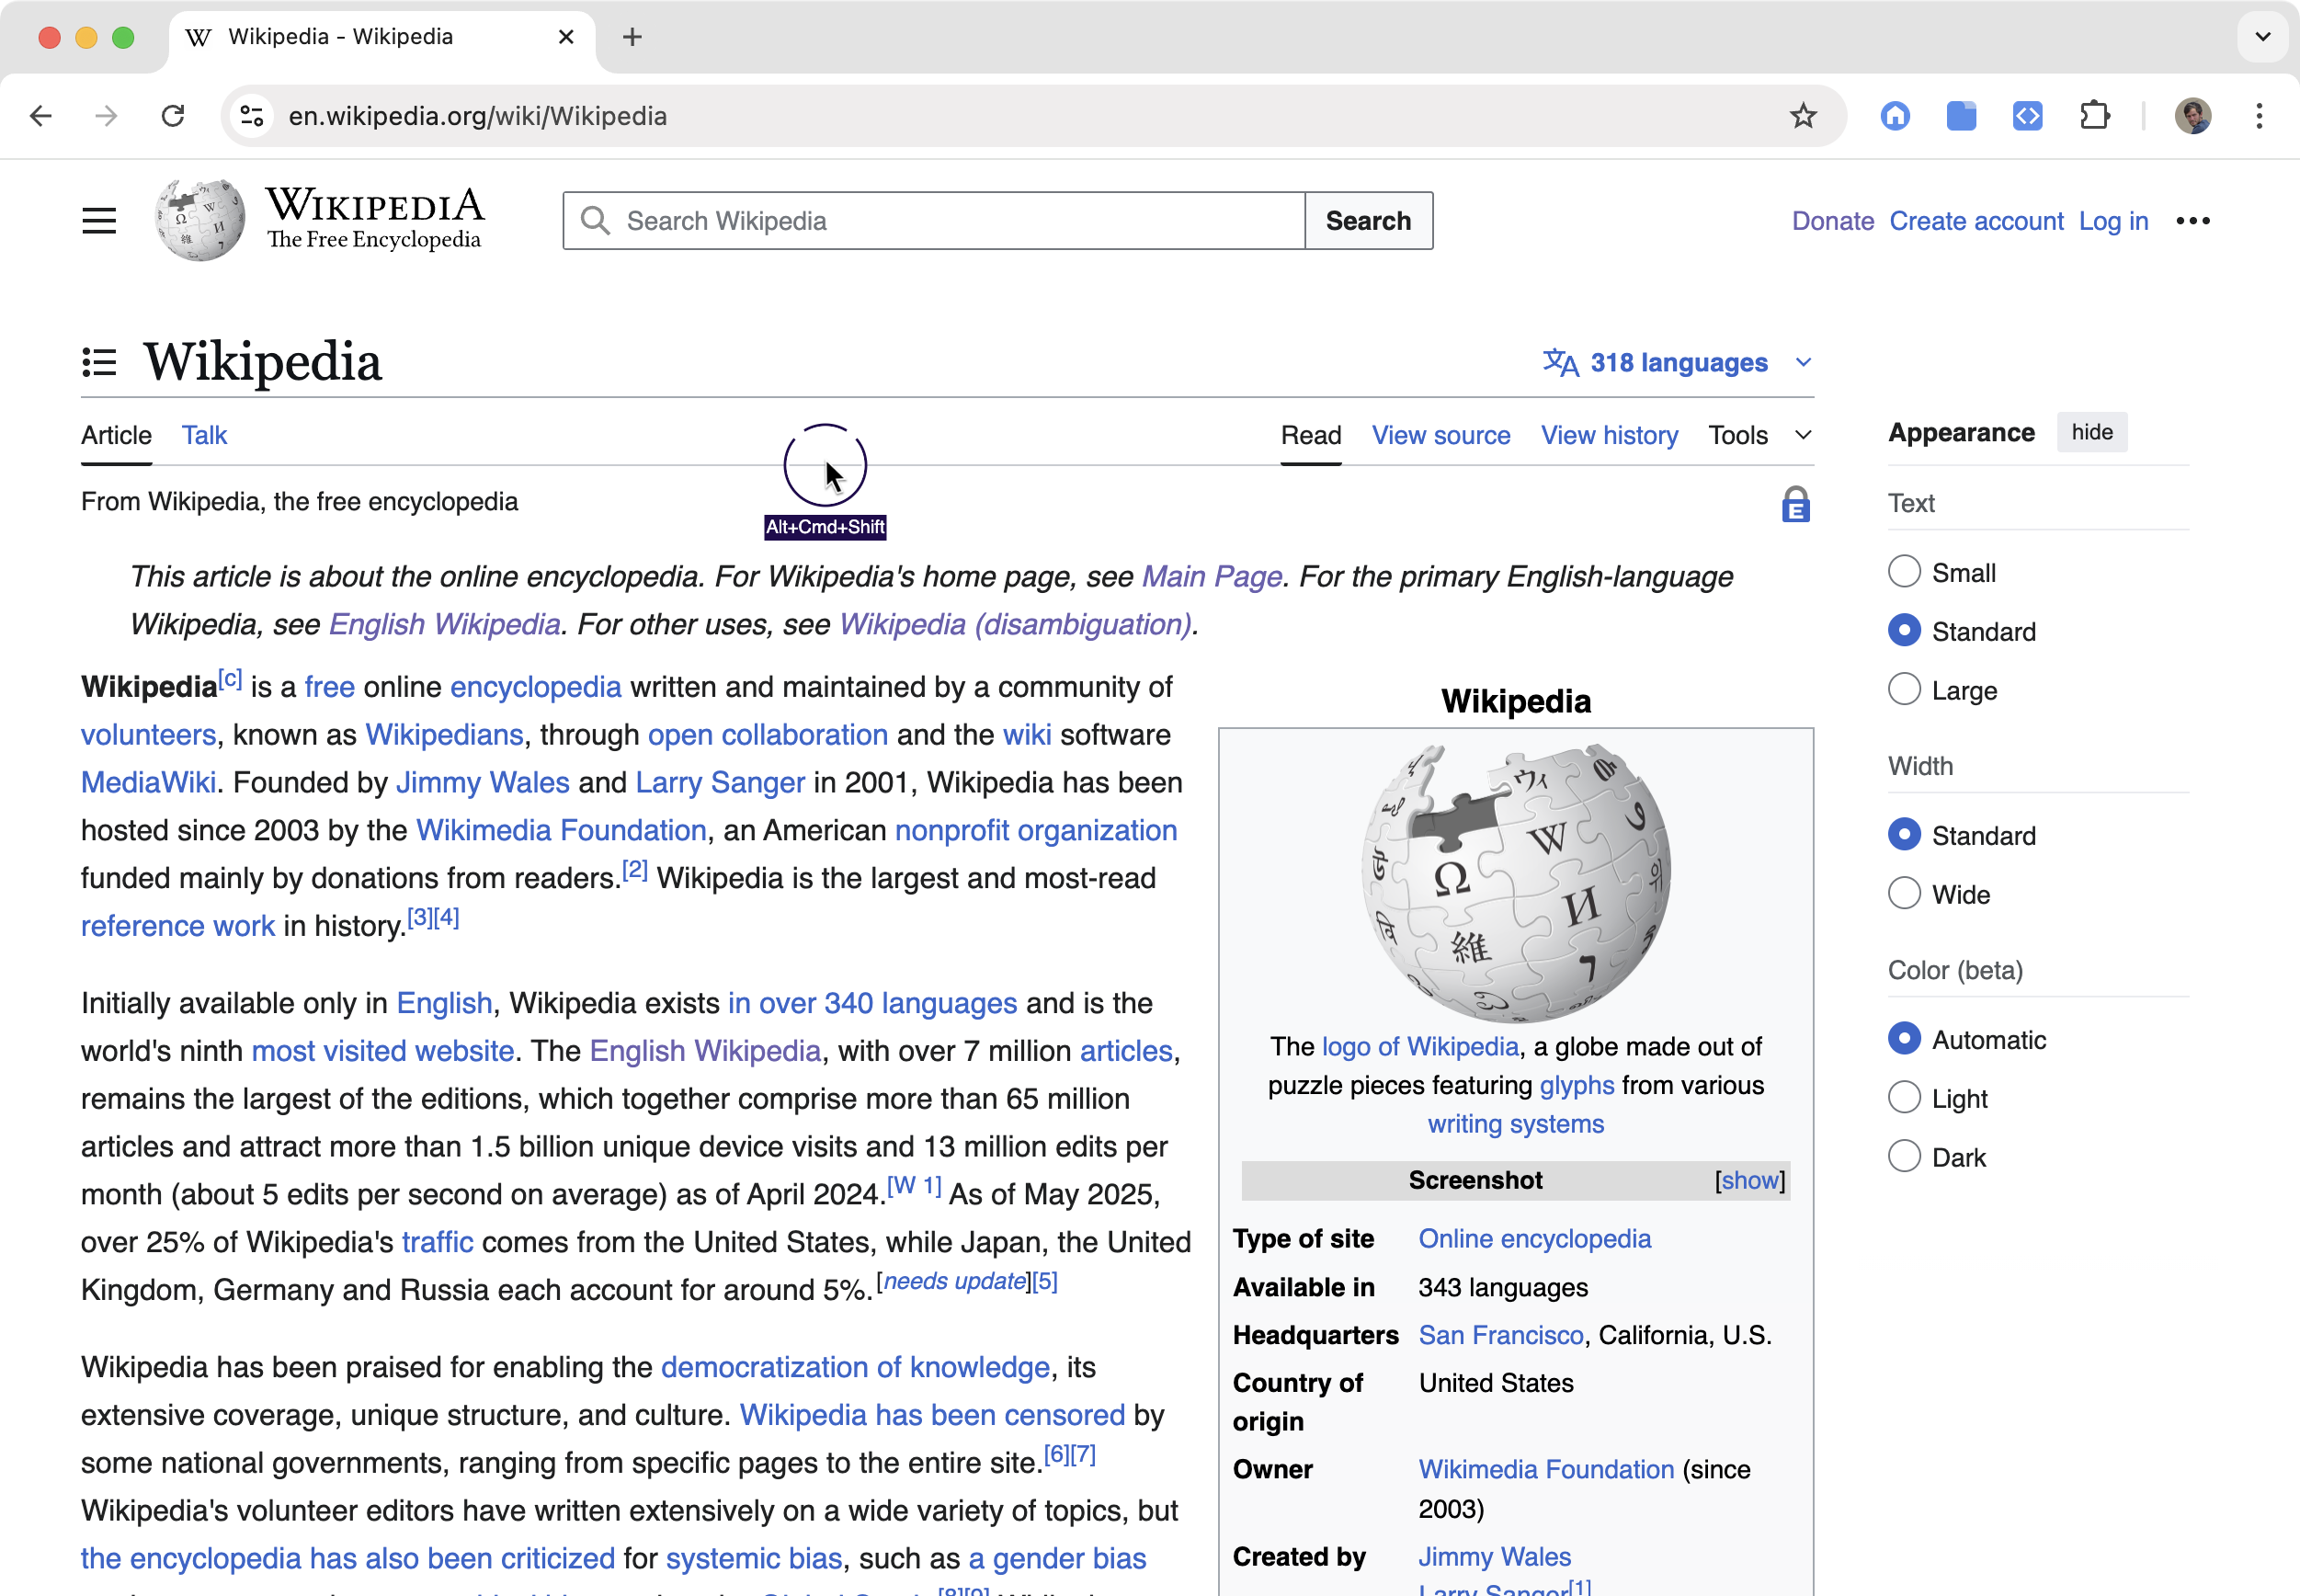 Wikipedia - Wikipedia
en.wikipedia.org/wiki/Wikipedia
WIKIPEDIA
The Free Encyclopedia
Search Wikipedia
Search
Donate Create account Log in
Wikipedia
318 languages
Article Talk
Read View source View history Tools
From Wikipedia, the free encyclopedia
Alt+Cmd+Shift
This article is about the online encyclopedia. For Wikipedia's home page, see Main Page. For the primary English-language
Wikipedia, see English Wikipedia. For other uses, see Wikipedia (disambiguation).
Wikipedia[c] is a free online encyclopedia written and maintained by a community of
volunteers, known as Wikipedians, through open collaboration and the wiki software
MediaWiki. Founded by Jimmy Wales and Larry Sanger in 2001, Wikipedia has been
hosted since 2003 by the Wikimedia Foundation, an American nonprofit organization
funded mainly by donations from readers.[2] Wikipedia is the largest and most-read
reference work in history.[3][4]
Initially available only in English, Wikipedia exists in over 340 languages and is the
world's ninth most visited website. The English Wikipedia, with over 7 million articles,
remains the largest of the editions, which together comprise more than 65 million
articles and attract more than 1.5 billion unique device visits and 13 million edits per
month (about 5 edits per second on average) as of April 2024.[W 1] As of May 2025,
over 25% of Wikipedia's traffic comes from the United States, while Japan, the United
Kingdom, Germany and Russia each account for around 5%.[needs update][5]
Wikipedia has been praised for enabling the democratization of knowledge, its
extensive coverage, unique structure, and culture. Wikipedia has been censored by
some national governments, ranging from specific pages to the entire site.[6][7]
Wikipedia's volunteer editors have written extensively on a wide variety of topics, but
the encyclopedia has also been criticized for systemic bias, such as a gender bias
Wikipedia
Ω W И 維 ウィ
The logo of Wikipedia, a globe made out of
puzzle pieces featuring glyphs from various
writing systems
Screenshot [show]
Type of site Online encyclopedia
Available in 343 languages
Headquarters San Francisco, California, U.S.
Country of origin United States
Owner Wikimedia Foundation (since
2003)
Created by Jimmy Wales
Larry Sanger[1]
Appearance hide
Text
Small
Standard
Large
Width
Standard
Wide
Color (beta)
Automatic
Light
Dark